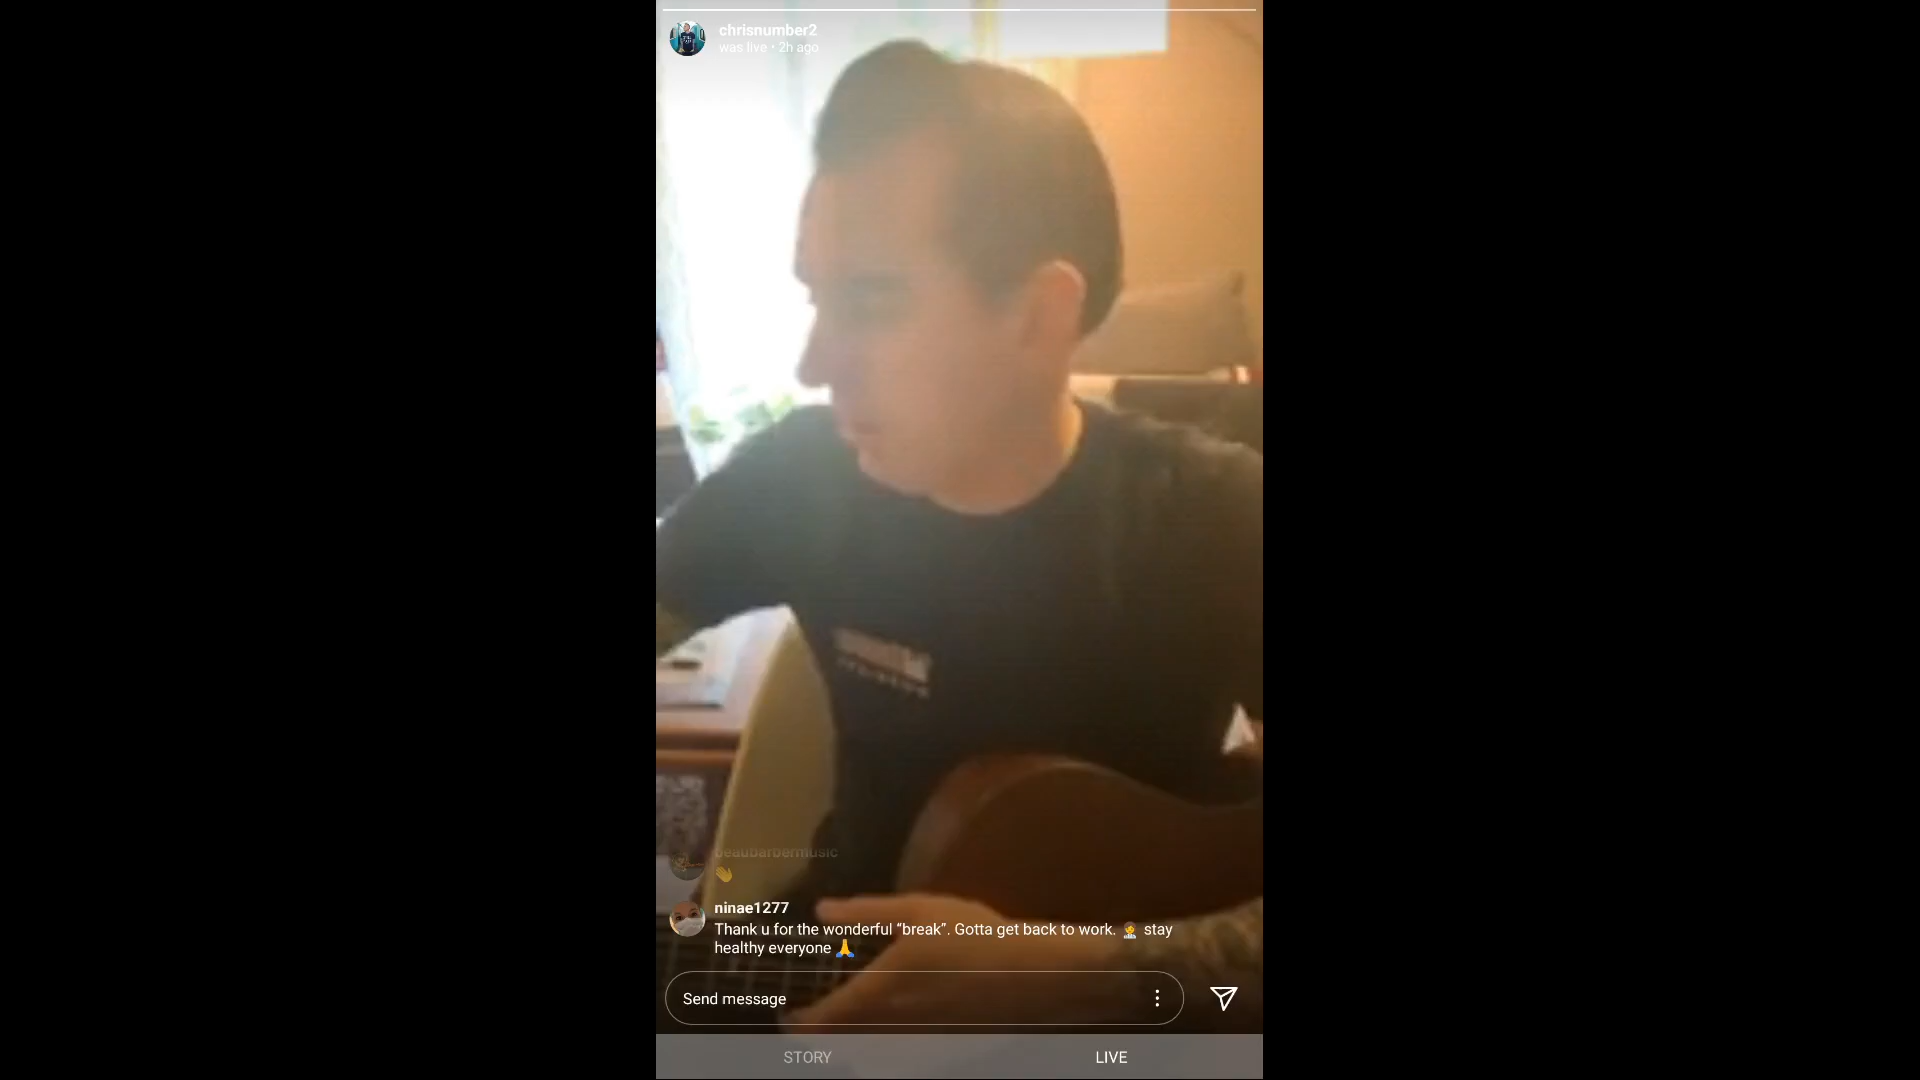 chrisnumber2
was live • 2h ago
beaubarbermusic
👋
ninae1277
Thank u for the wonderful “break”. Gotta get back to work. 👩‍⚕️ stay
healthy everyone 🙏
Send message
STORY LIVE